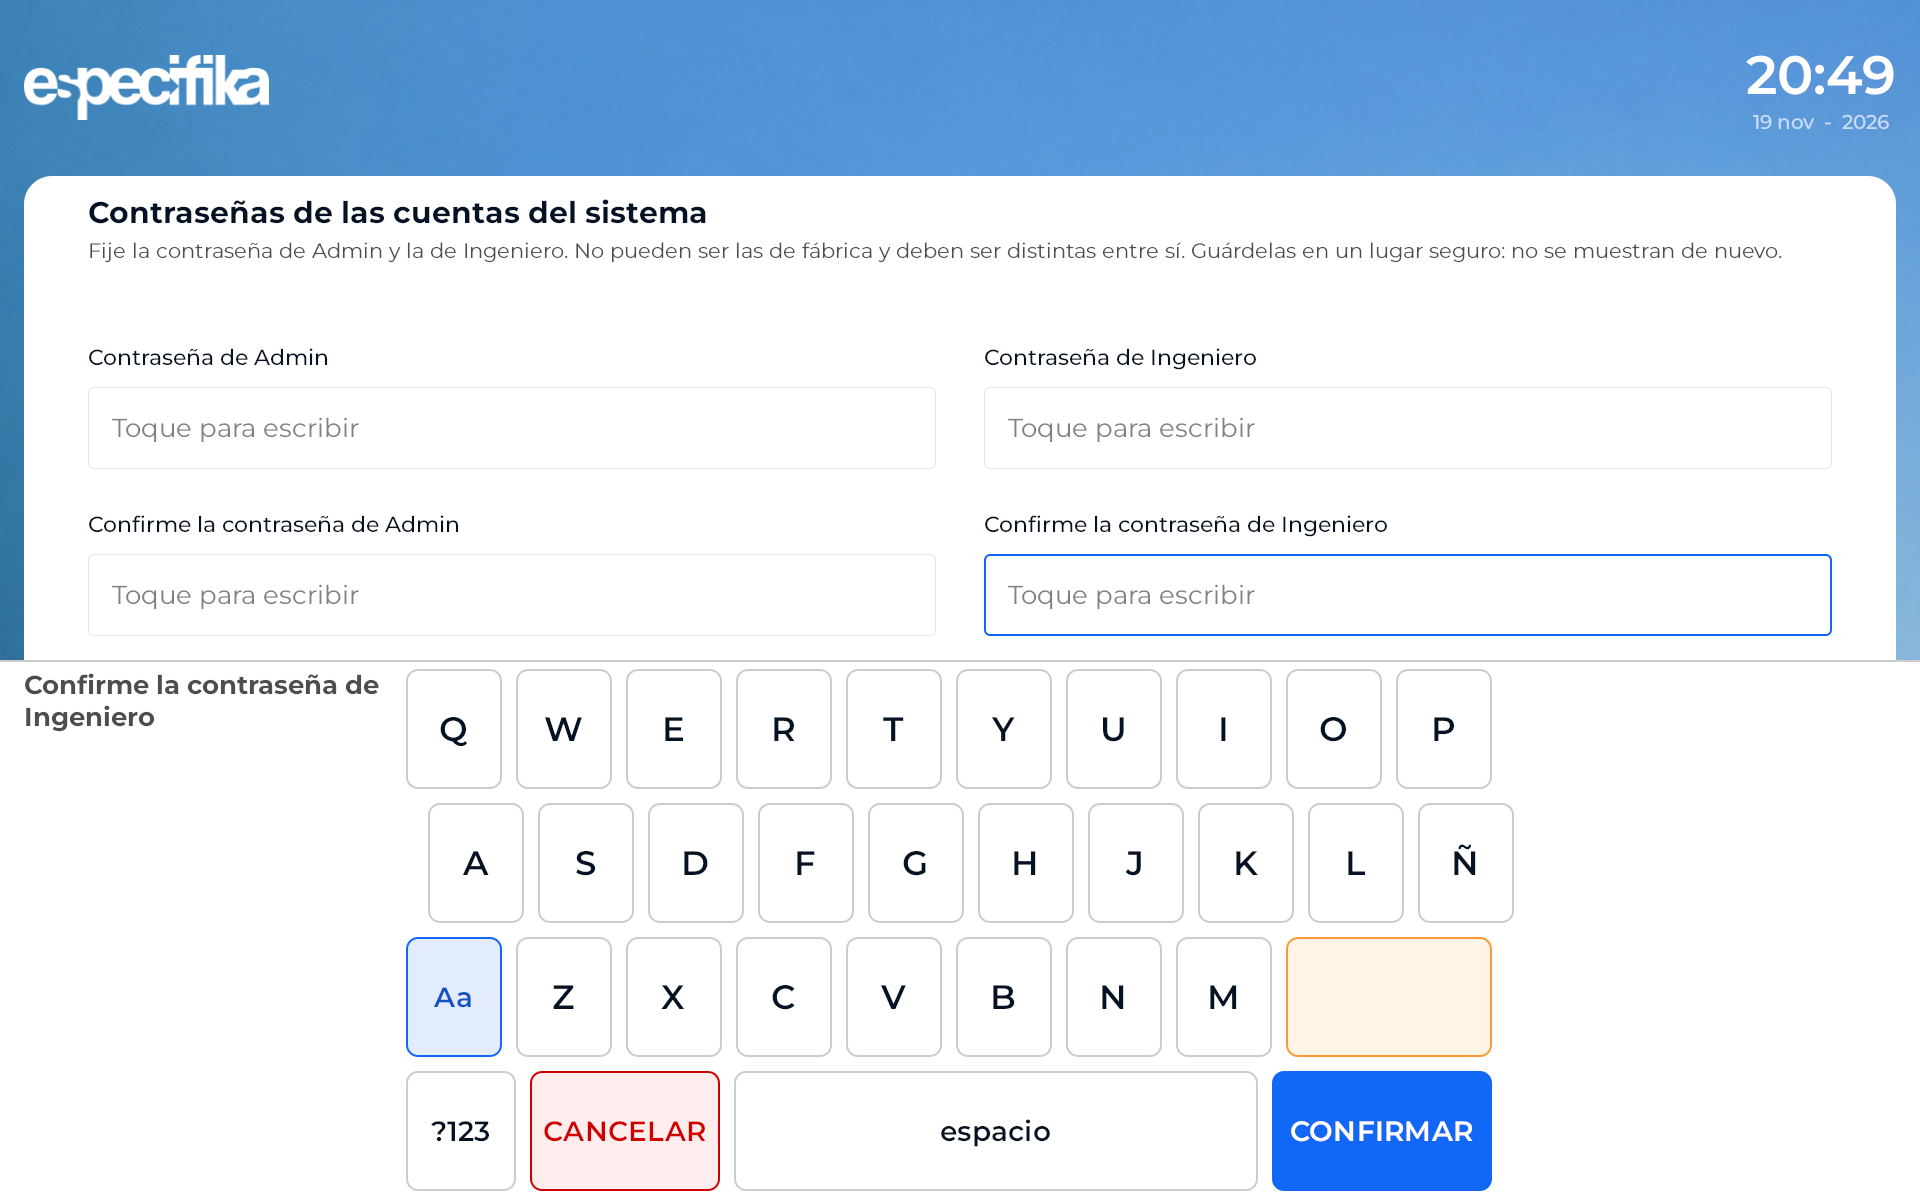 especifika
20:49
19 nov - 2026
Contraseñas de las cuentas del sistema
Fije la contraseña de Admin y la de Ingeniero. No pueden ser las de fábrica y deben ser distintas entre sí. Guárdelas en un lugar seguro: no se muestran de nuevo.
Contraseña de Admin
Contraseña de Ingeniero
Toque para escribir
Toque para escribir
Confirme la contraseña de Admin
Confirme la contraseña de Ingeniero
Toque para escribir
Toque para escribir
Confirme la contraseña de
Ingeniero
Q W E R T Y U I O P
A S D F G H J K L Ñ
Aa Z X C V B N M
?123 CANCELAR espacio CONFIRMAR